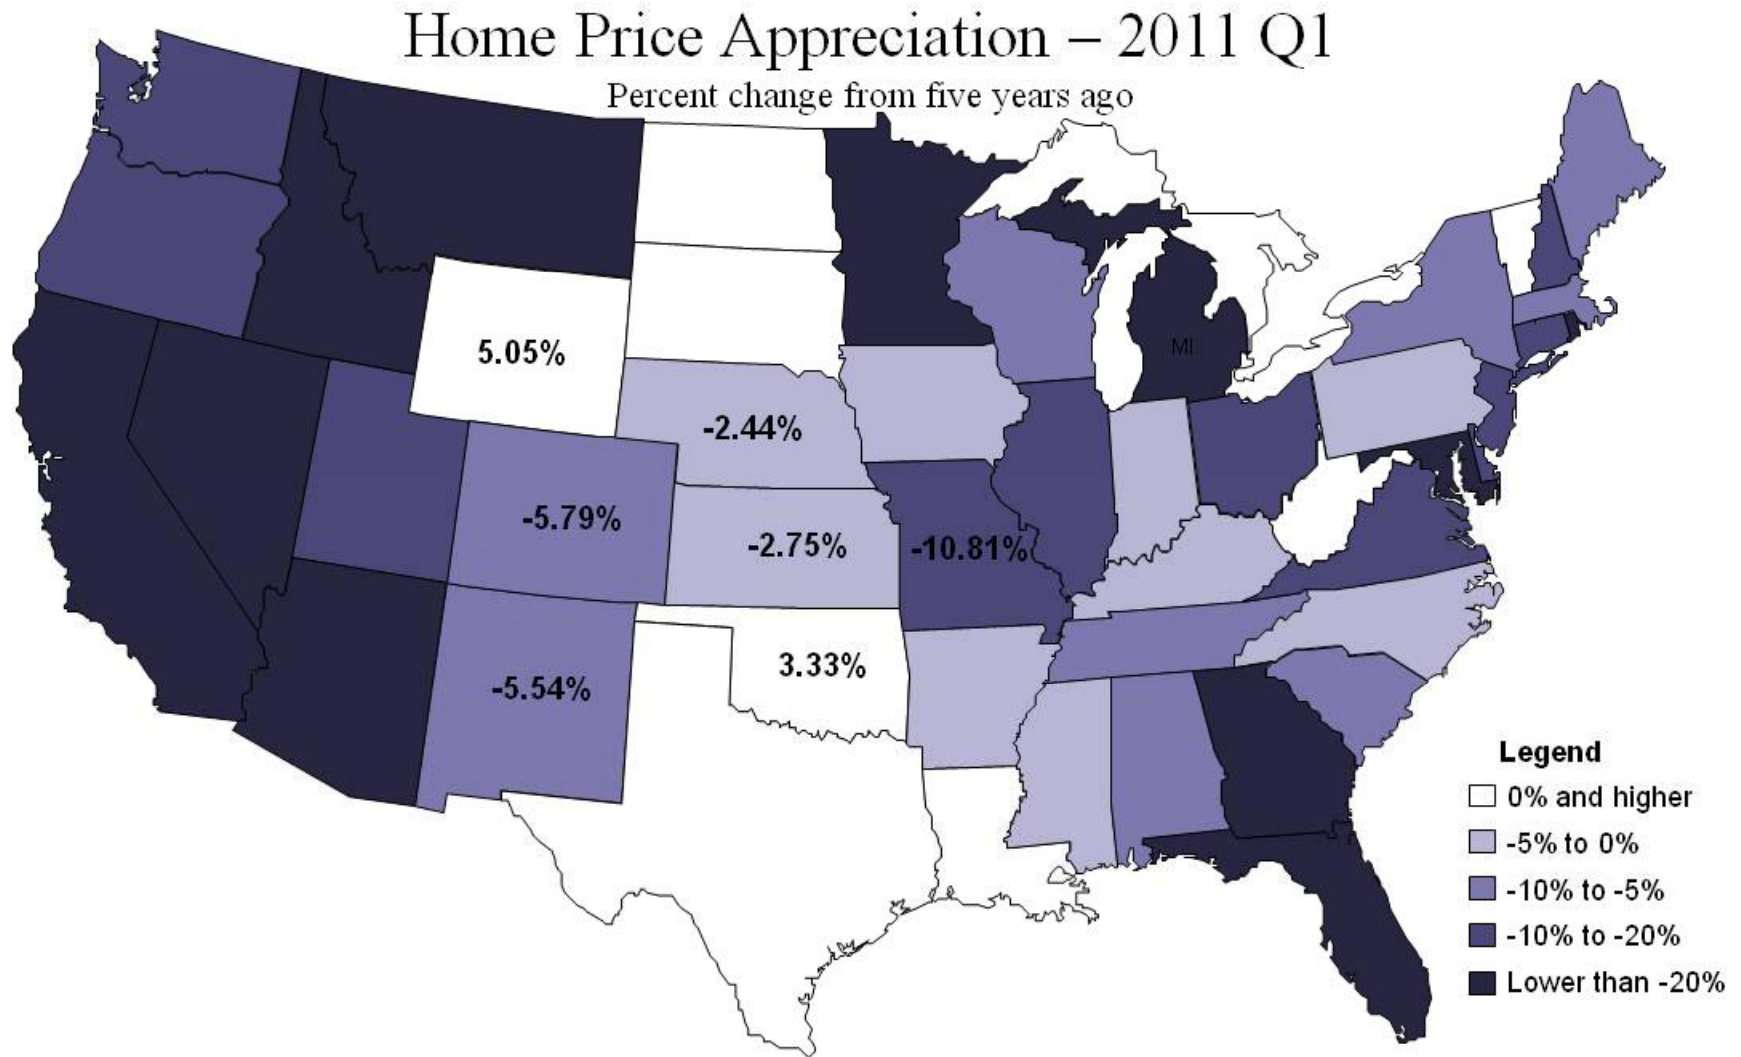 Home Price Appreciation – 2011 Q1
Percent change from five years ago
MI
5.05%
-2.44%
-5.79%
-2.75%
-10.81%
3.33%
-5.54%
Legend
0% and higher
-5% to 0%
-10% to -5%
-10% to -20%
Lower than -20%